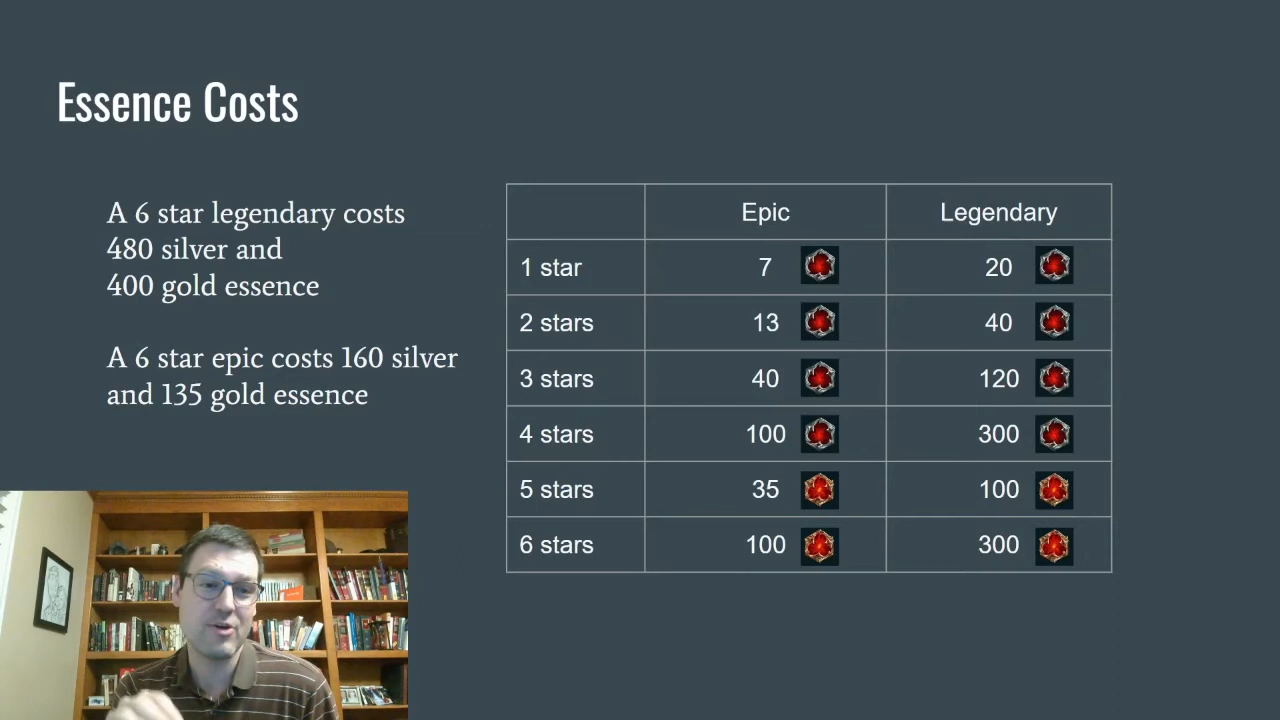 Essence Costs
A 6 star legendary costs
480 silver and
400 gold essence
A 6 star epic costs 160 silver
and 135 gold essence
Epic Legendary
1 star 7 20
2 stars 13 40
3 stars 40 120
4 stars 100 300
5 stars 35 100
6 stars 100 300